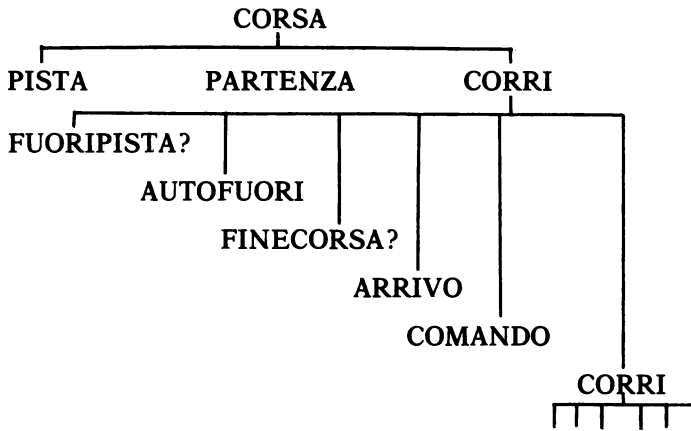 CORSA
PISTA PARTENZA CORRI
FUORIPISTA?
AUTOFUORI
FINECORSA?
ARRIVO
COMANDO
CORRI